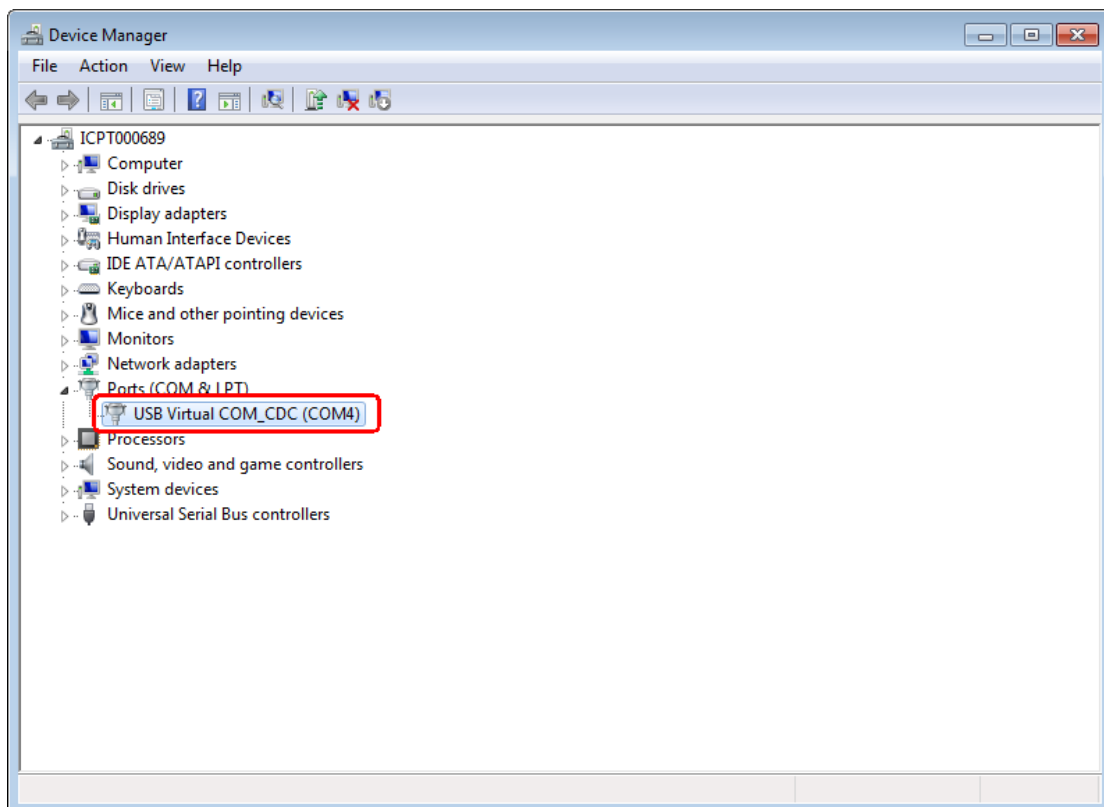 Device Manager
File Action View Help
ICPT000689
Computer
Disk drives
Display adapters
Human Interface Devices
IDE ATA/ATAPI controllers
Keyboards
Mice and other pointing devices
Monitors
Network adapters
Ports (COM & LPT)
USB Virtual COM_CDC (COM4)
Processors
Sound, video and game controllers
System devices
Universal Serial Bus controllers